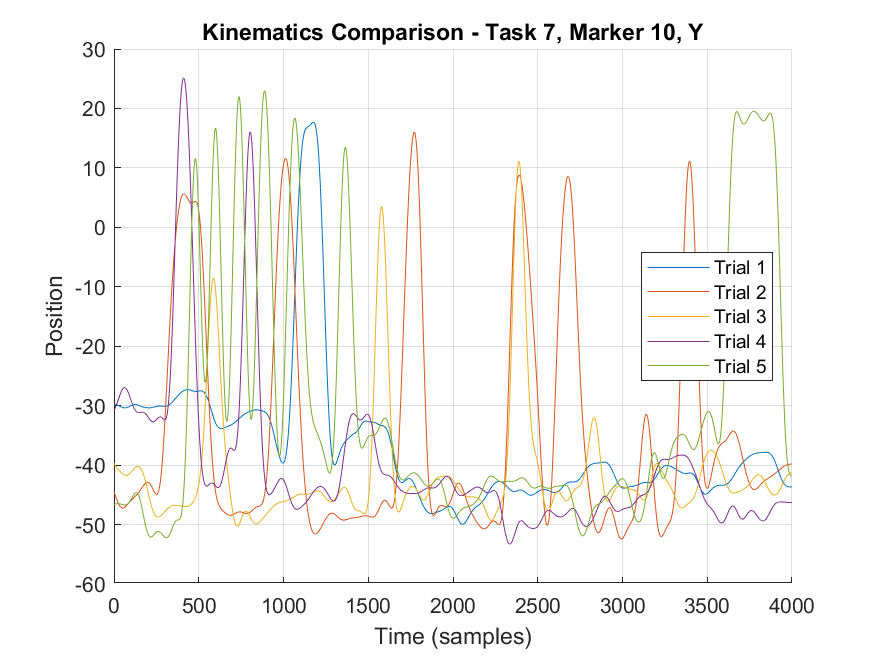 Kinematics Comparison - Task 7, Marker 10, Y
30
20
10
0
-10
-20
-30
-40
-50
-60
Position
Trial 1
Trial 2
Trial 3
Trial 4
Trial 5
0 500 1000 1500 2000 2500 3000 3500 4000
Time (samples)